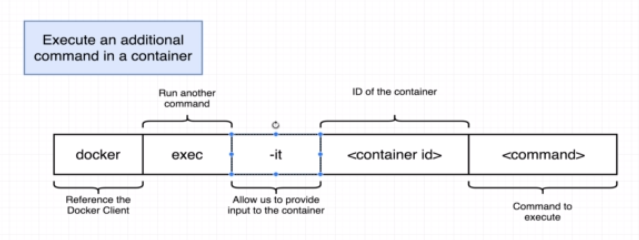 Execute an additional
command in a container
Run another
command
ID of the container
docker
exec
-it
<container id>
<command>
Reference the
Docker Client
Allow us to provide
input to the container
Command to
execute